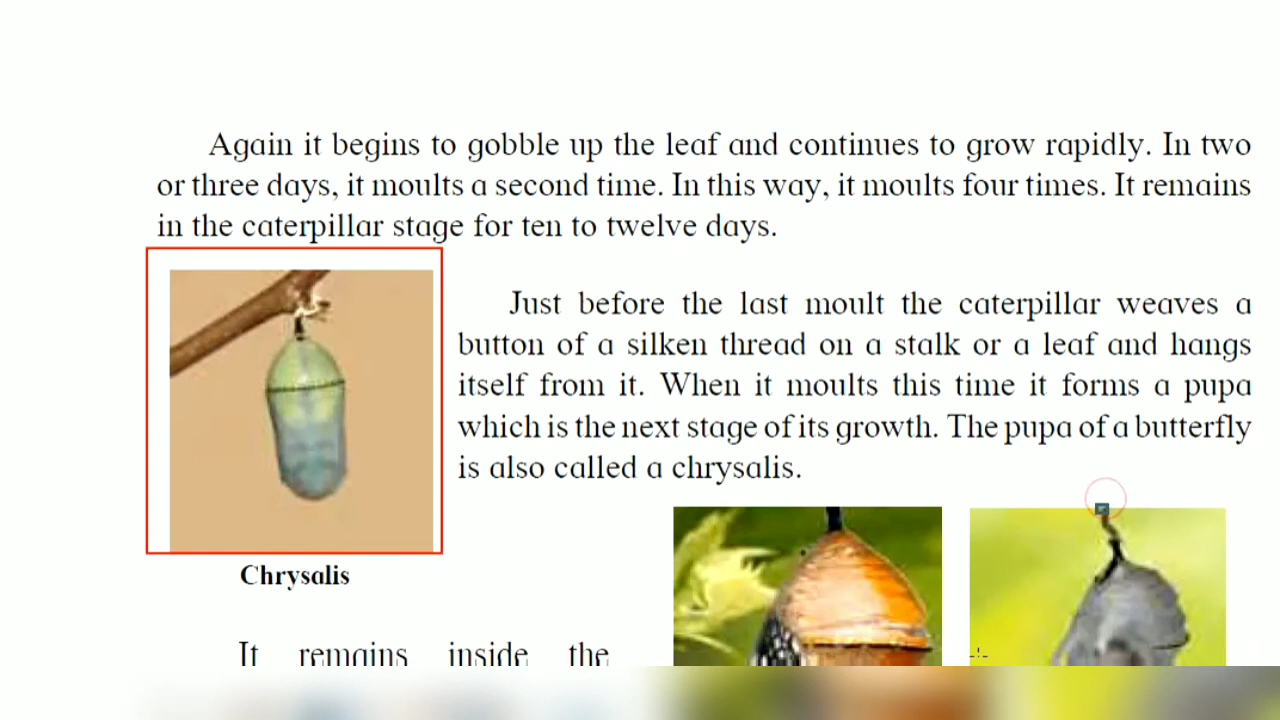 Again it begins to gobble up the leaf and continues to grow rapidly. In two
or three days, it moults a second time. In this way, it moults four times. It remains
in the caterpillar stage for ten to twelve days.
Just before the last moult the caterpillar weaves a
button of a silken thread on a stalk or a leaf and hangs
itself from it. When it moults this time it forms a pupa
which is the next stage of its growth. The pupa of a butterfly
is also called a chrysalis.
Chrysalis
It remains inside the